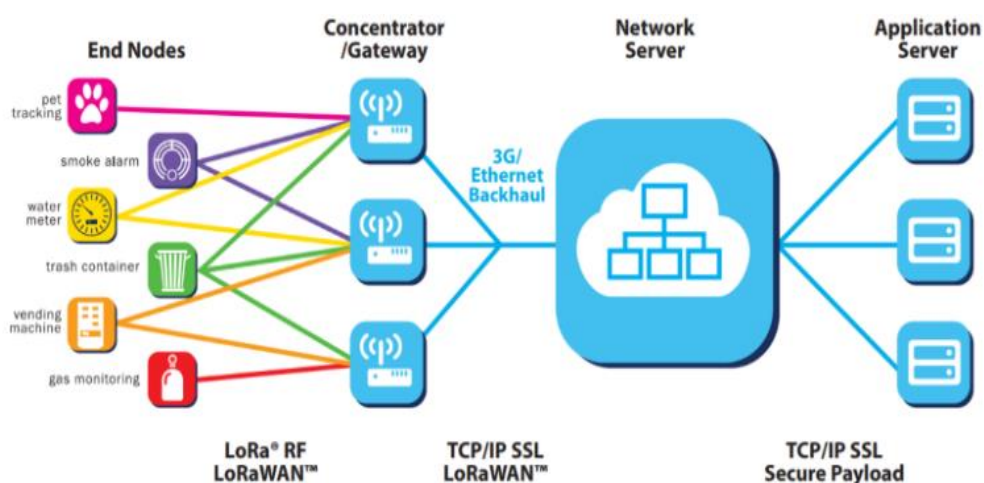 End Nodes
Concentrator
/Gateway
Network
Server
Application
Server
pet
tracking
smoke alarm
water
meter
trash container
vending
machine
gas monitoring
3G/
Ethernet
Backhaul
LoRa® RF
LoRaWAN™
TCP/IP SSL
LoRaWAN™
TCP/IP SSL
Secure Payload